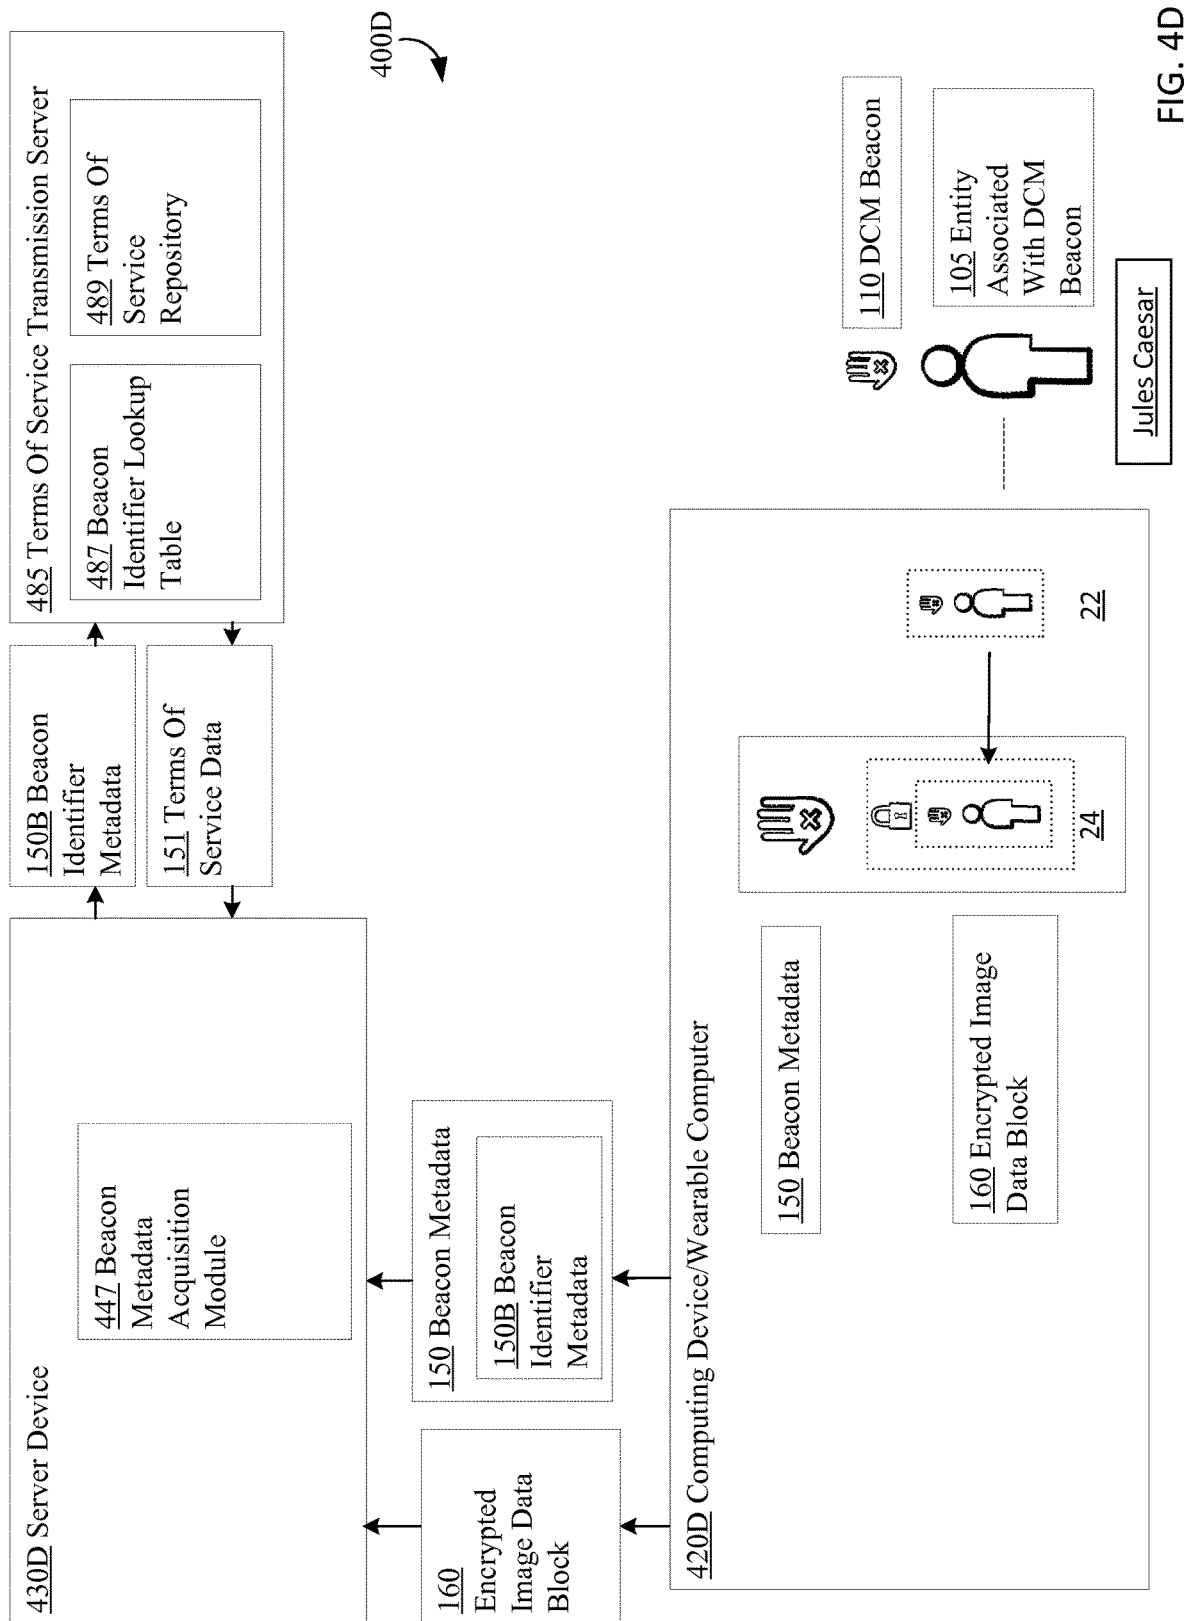 430D Server Device
447 Beacon
Metadata
Acquisition
Module
150B Beacon
Identifier
Metadata
151 Terms Of
Service Data
485 Terms Of Service Transmission Server
487 Beacon
Identifier Lookup
Table
489 Terms Of
Service
Repository
160
Encrypted
Image Data
Block
150 Beacon Metadata
150B Beacon
Identifier
Metadata
400D
420D Computing Device/Wearable Computer
150 Beacon Metadata
160 Encrypted Image
Data Block
24
22
110 DCM Beacon
105 Entity
Associated
With DCM
Beacon
Jules Caesar
FIG. 4D